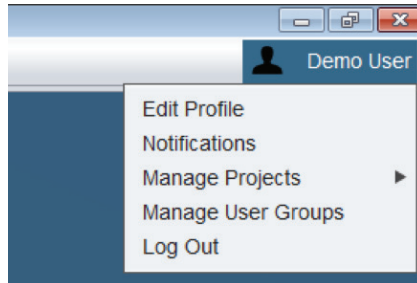 Demo User
Edit Profile
Notifications
Manage Projects
Manage User Groups
Log Out